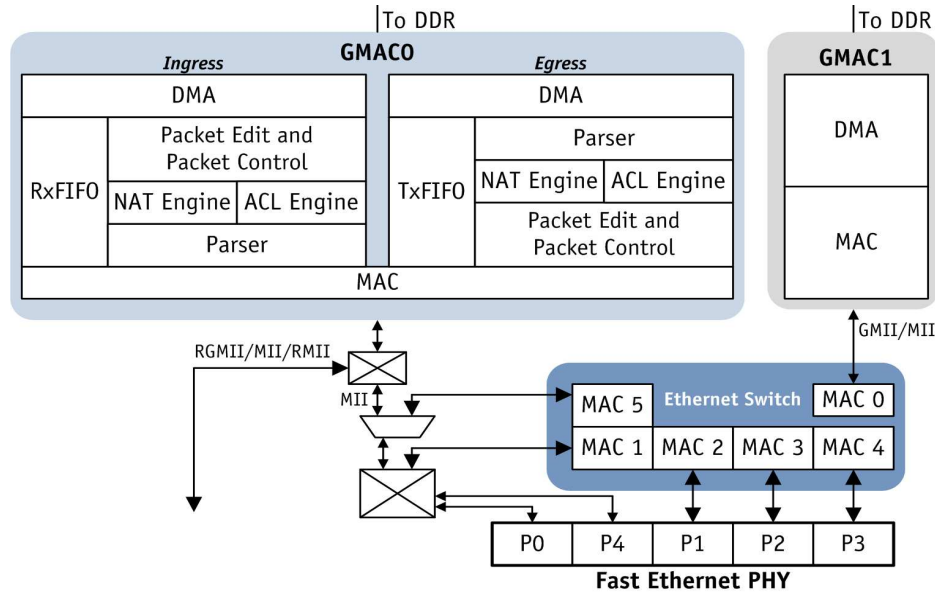 To DDR
To DDR
GMAC0
GMAC1
Ingress
Egress
DMA
DMA
DMA
RxFIFO
Packet Edit and
Packet Control
NAT Engine
ACL Engine
Parser
TxFIFO
Parser
NAT Engine
ACL Engine
Packet Edit and
Packet Control
MAC
MAC
GMII/MII
RGMII/MII/RMII
MII
Ethernet Switch
MAC 0
MAC 5
MAC 1
MAC 2
MAC 3
MAC 4
P0
P4
P1
P2
P3
Fast Ethernet PHY